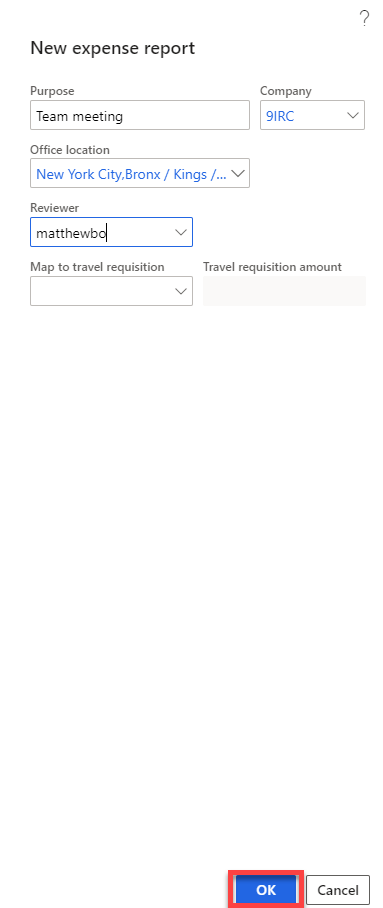 ?
New expense report
Purpose Company
Team meeting 9IRC
Office location
New York City,Bronx / Kings /...
Reviewer
matthewbo
Map to travel requisition Travel requisition amount
OK Cancel